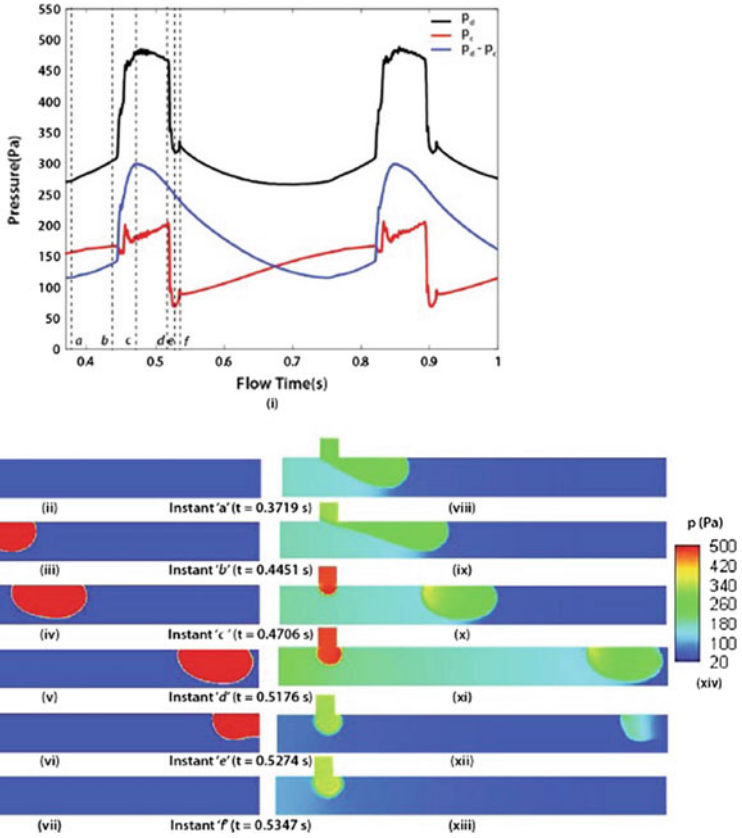 550
500
450
400
350
300
250
200
150
100
50
0
Pressure(Pa)
p_d
p_c
p_d - p_c
a b c d e f
0.4 0.5 0.6 0.7 0.8 0.9 1
Flow Time(s)
(i)
(ii) Instant 'a' (t = 0.3719 s) (viii)
(iii) Instant 'b' (t = 0.4451 s) (ix)
(iv) Instant 'c' (t = 0.4706 s) (x)
(v) Instant 'd' (t = 0.5176 s) (xi)
(vi) Instant 'e' (t = 0.5274 s) (xii)
(vii) Instant 'f' (t = 0.5347 s) (xiii)
p (Pa)
500
420
340
260
180
100
20
(xiv)